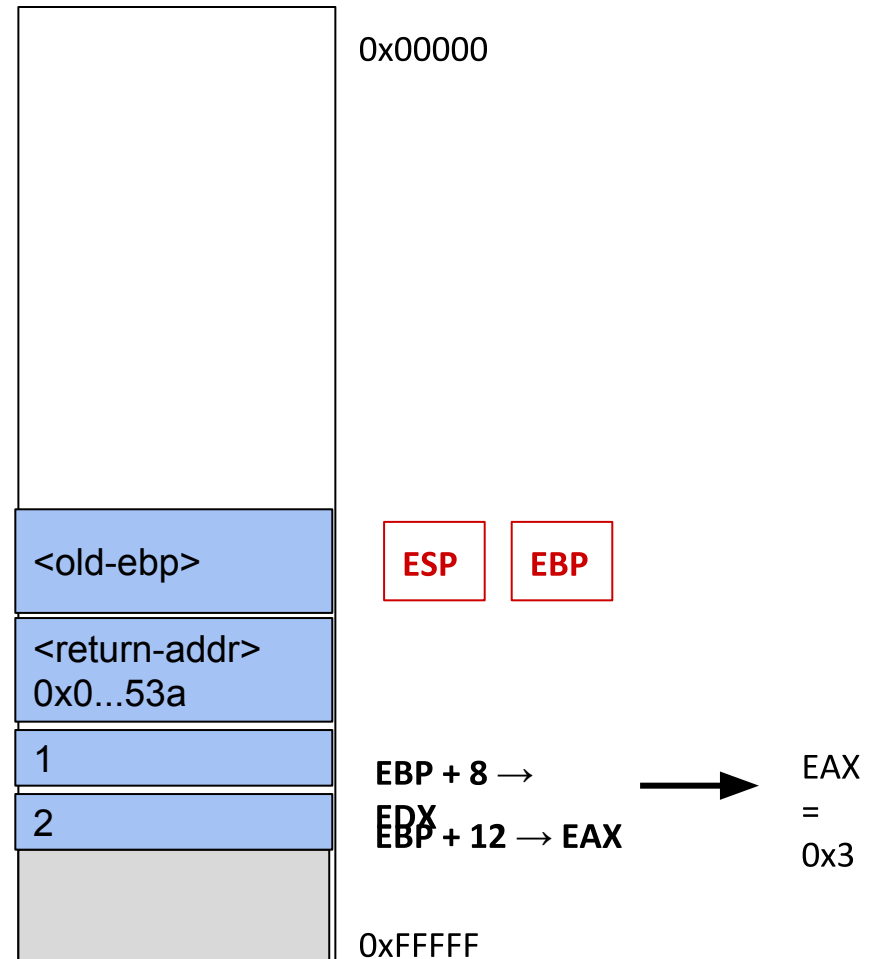 0x00000
<old-ebp>
ESP
EBP
<return-addr>
0x0...53a
1
EBP + 8 →
EDX
2
EBP + 12 → EAX
EAX
=
0x3
0xFFFFF